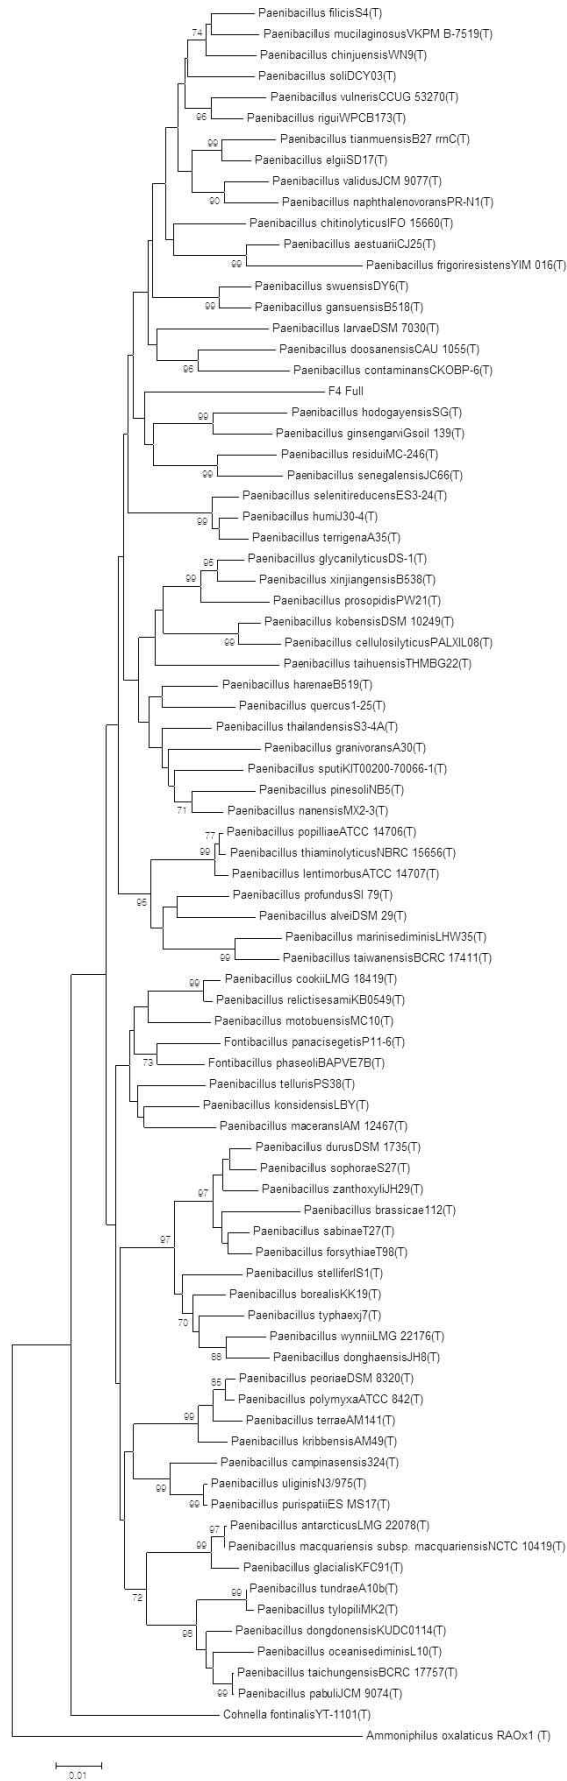 Paenibacillus filicisS4(T)
74
Paenibacillus mucilaginosusVKPM B-7519(T)
Paenibacillus chinjuensisWN9(T)
Paenibacillus soliDCY03(T)
Paenibacillus vulnerisCCUG 53270(T)
96
Paenibacillus riguiWPCB173(T)
Paenibacillus tianmuensisB27 rrnC(T)
99
Paenibacillus elgiiSD17(T)
Paenibacillus validusJCM 9077(T)
90
Paenibacillus naphthalenovoransPR-N1(T)
Paenibacillus chitinolyticusIFO 15660(T)
Paenibacillus aestuariiCJ25(T)
99
Paenibacillus frigoriresistensYIM 016(T)
Paenibacillus swuensisDY6(T)
99
Paenibacillus gansuensisB518(T)
Paenibacillus larvaeDSM 7030(T)
Paenibacillus doosanensisCAU 1055(T)
96
Paenibacillus contaminansCKOBP-6(T)
F4 Full
Paenibacillus hodogayensisSG(T)
99
Paenibacillus ginsengarviGsoil 139(T)
Paenibacillus residuiMC-246(T)
99
Paenibacillus senegalensisJC66(T)
Paenibacillus selenitireducensES3-24(T)
Paenibacillus humiJ30-4(T)
99
Paenibacillus terrigenaA35(T)
Paenibacillus glycanilyticusDS-1(T)
95
99
Paenibacillus xinjiangensisB538(T)
Paenibacillus prosopidisPW21(T)
Paenibacillus kobensisDSM 10249(T)
99
Paenibacillus cellulosilyticusPALXIL08(T)
Paenibacillus taihuensisTHMBG22(T)
Paenibacillus harenaeB519(T)
Paenibacillus quercus1-25(T)
Paenibacillus thailandensisS3-4A(T)
Paenibacillus granivoransA30(T)
Paenibacillus sputiKIT00200-70066-1(T)
Paenibacillus pinesoliNB5(T)
71
Paenibacillus nanensisMX2-3(T)
77
Paenibacillus popilliaeATCC 14706(T)
99
Paenibacillus thiaminolyticusNBRC 15656(T)
Paenibacillus lentimorbusATCC 14707(T)
95
Paenibacillus profundusSI 79(T)
Paenibacillus alveiDSM 29(T)
Paenibacillus marinisediminisLHW35(T)
99
Paenibacillus taiwanensisBCRC 17411(T)
Paenibacillus cookiiLMG 18419(T)
99
Paenibacillus relictisesamiKB0549(T)
Paenibacillus motobuensisMC10(T)
Fontibacillus panacisegetisP11-6(T)
73
Fontibacillus phaseoliBAPVE7B(T)
Paenibacillus tellurisPS38(T)
Paenibacillus konsidensisLBY(T)
Paenibacillus maceransIAM 12467(T)
Paenibacillus durusDSM 1735(T)
Paenibacillus sophoraeS27(T)
97
Paenibacillus zanthoxyliJH29(T)
Paenibacillus brassicae112(T)
Paenibacillus sabinaeT27(T)
97
Paenibacillus forsythiaeT98(T)
Paenibacillus stelliferIS1(T)
Paenibacillus borealisKK19(T)
70
Paenibacillus typhaexj7(T)
Paenibacillus wynniiLMG 22176(T)
88
Paenibacillus donghaensisJH8(T)
85
Paenibacillus peoriaeDSM 8320(T)
Paenibacillus polymyxaATCC 842(T)
99
Paenibacillus terraeAM141(T)
Paenibacillus kribbensisAM49(T)
Paenibacillus campinasensis324(T)
99
Paenibacillus uliginisN3/975(T)
99
Paenibacillus purispatiiES MS17(T)
97
Paenibacillus antarcticusLMG 22078(T)
99
Paenibacillus macquariensis subsp. macquariensisNCTC 10419(T)
Paenibacillus glacialisKFC91(T)
72
99
Paenibacillus tundraeA10b(T)
Paenibacillus tylopiliMK2(T)
96
Paenibacillus dongdonensisKUDC0114(T)
Paenibacillus oceanisediminisL10(T)
Paenibacillus taichungensisBCRC 17757(T)
99
Paenibacillus pabuliJCM 9074(T)
Cohnella fontinalisYT-1101(T)
Ammoniphilus oxalaticus RAOx1 (T)
0.01